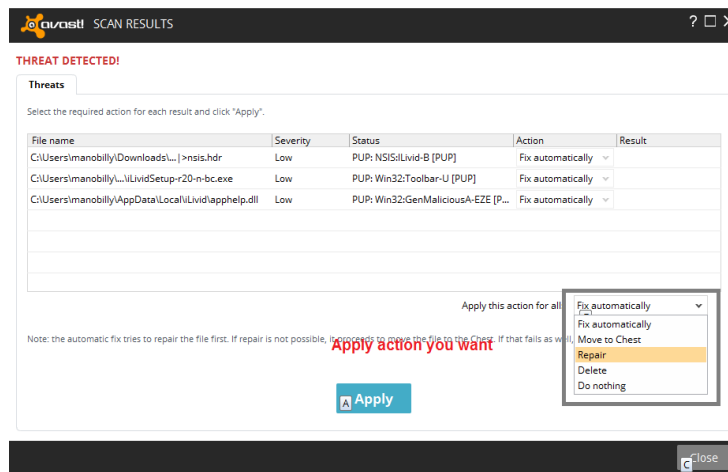 avast! SCAN RESULTS ?
THREAT DETECTED!
Threats
Select the required action for each result and click "Apply".
File name Severity Status Action Result
C:\Users\manobilly\Downloads\...|>nsis.hdr Low PUP: NSIS:ILivid-B [PUP] Fix automatically
C:\Users\manobilly\...\iLividSetup-r20-n-bc.exe Low PUP: Win32:Toolbar-U [PUP] Fix automatically
C:\Users\manobilly\AppData\Local\iLivid\apphelp.dll Low PUP: Win32:GenMaliciousA-EZE [P... Fix automatically
Apply this action for all: Fix automatically
Fix automatically
Move to Chest
Repair
Delete
Do nothing
Note: the automatic fix tries to repair the file first. If repair is not possible, it proceeds to move the file to the Chest. If that fails as well,
Apply action you want
A Apply
C Close